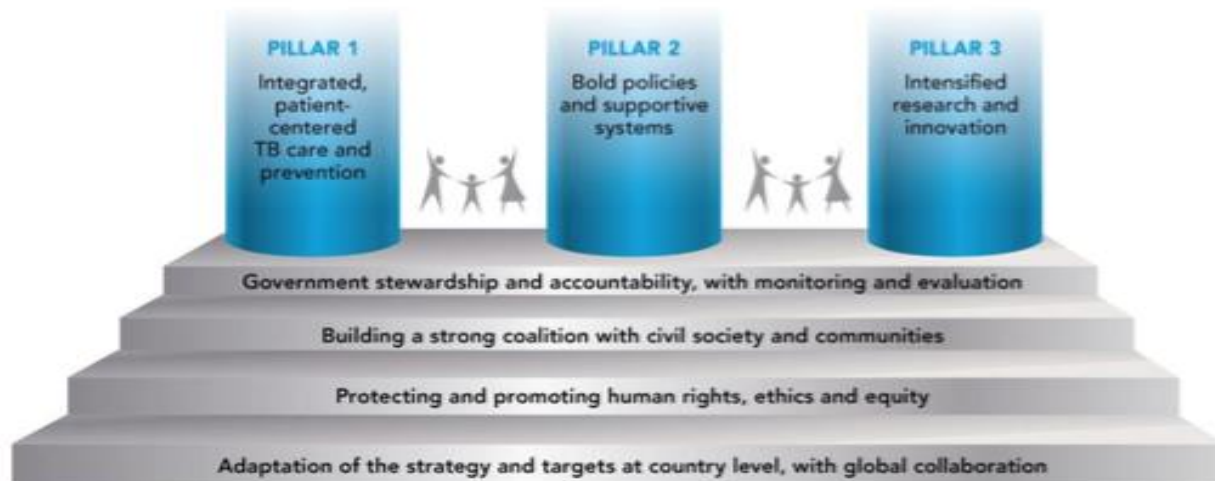 PILLAR 1
Integrated,
patient-
centered
TB care and
prevention
PILLAR 2
Bold policies
and supportive
systems
PILLAR 3
Intensified
research and
innovation
Government stewardship and accountability, with monitoring and evaluation
Building a strong coalition with civil society and communities
Protecting and promoting human rights, ethics and equity
Adaptation of the strategy and targets at country level, with global collaboration